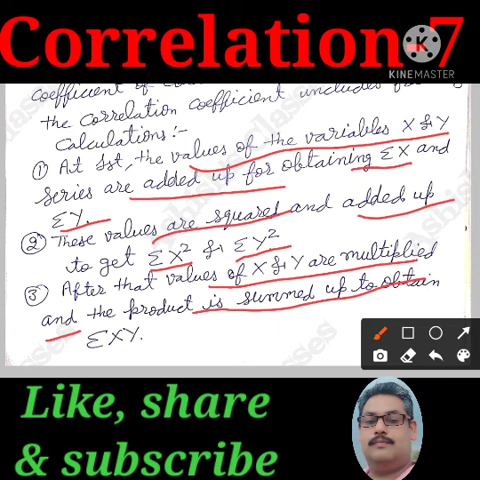 Correlation-7
K
KINEMASTER
coefficient of
the correlation coefficient includes
calculations:-
① At 1st, the values of the variables X & Y
series are added up for obtaining ΣX and
ΣY.
② These values are squared and added up
to get ΣX² & ΣY²
③ After that values of X & Y are multiplied
and the product is summed up to obtain
ΣXY.
Like, share
& subscribe